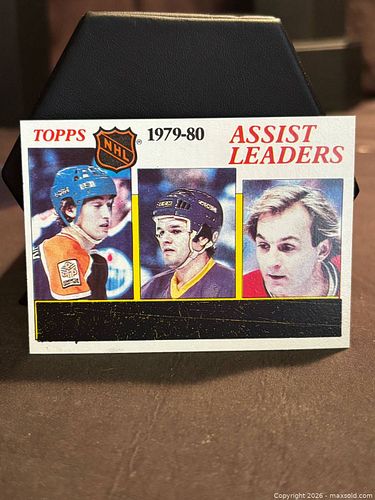 TOPPS
NHL
®
1979-80
ASSIST
LEADERS
Copyright © 2026 - maxsold.com